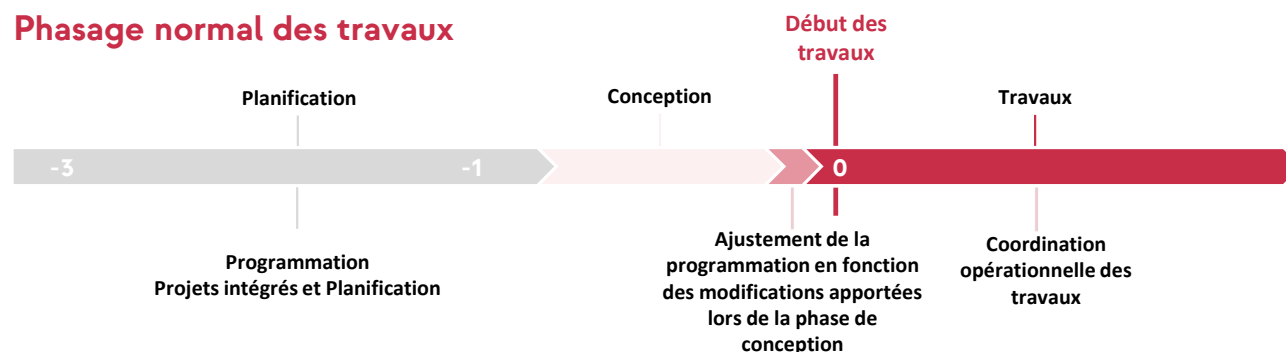 Phasage normal des travaux
Début des
travaux
Planification
Conception
Travaux
-3
-1
0
Programmation
Projets intégrés et Planification
Ajustement de la
programmation en fonction
des modifications apportées
lors de la phase de
conception
Coordination
opérationnelle des
travaux